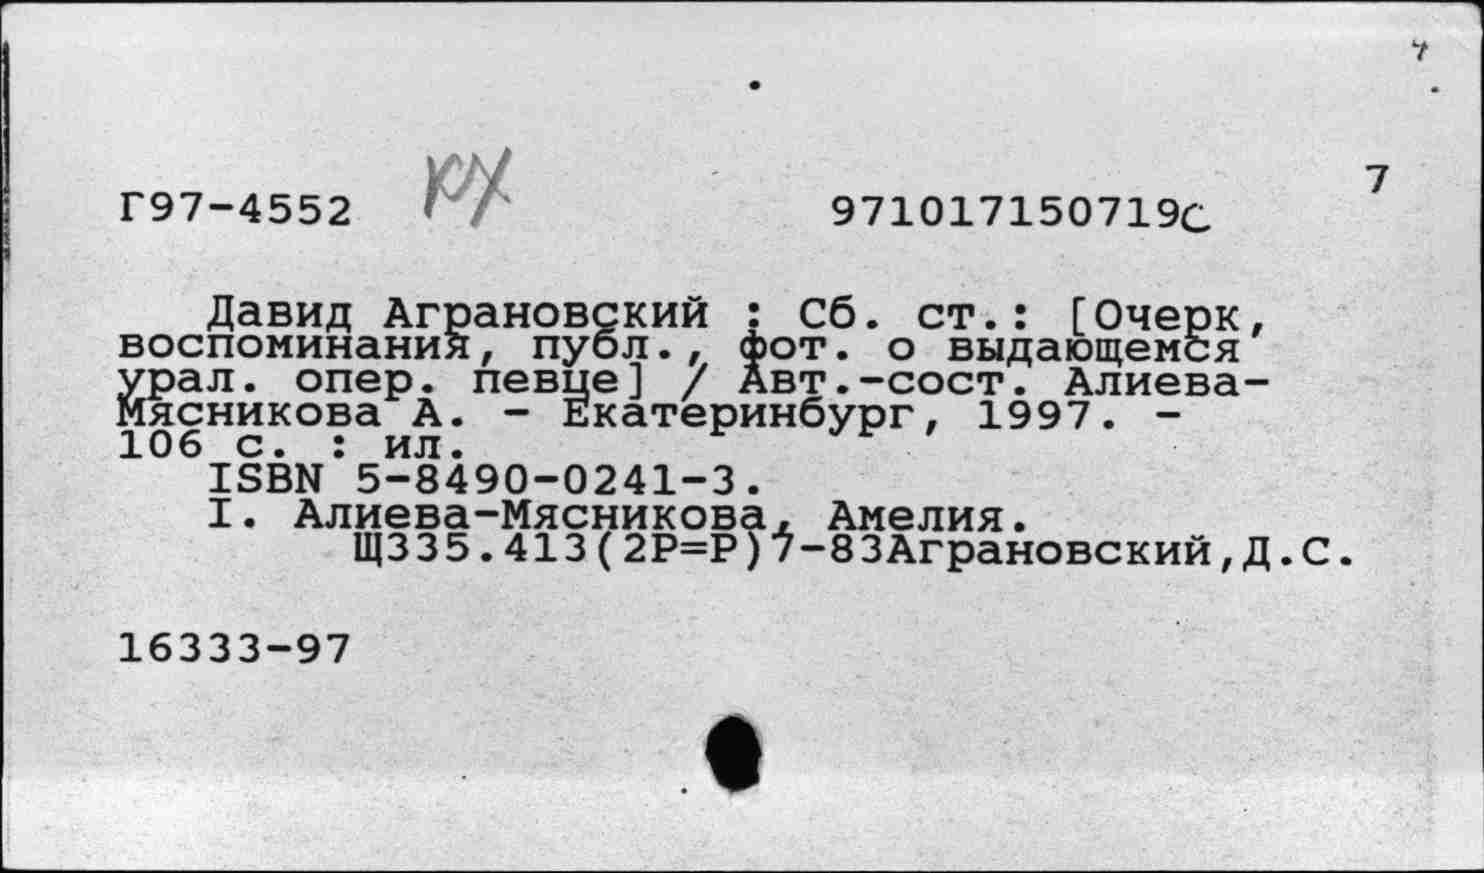 7
Г97-4552 кх 971017150719с
Давид Аграновский : Сб. ст.: [Очерк,
воспоминания, публ., фот. о выдающемся
урал. опер. певце] / Авт.-сост. Алиева-
Мясникова А. - Екатеринбург, 1997. -
106 с. : ил.
ISBN 5-8490-0241-3.
I. Алиева-Мясникова, Амелия.
Щ335.413(2Р=Р)7-83Аграновский,Д.С.
16333-97